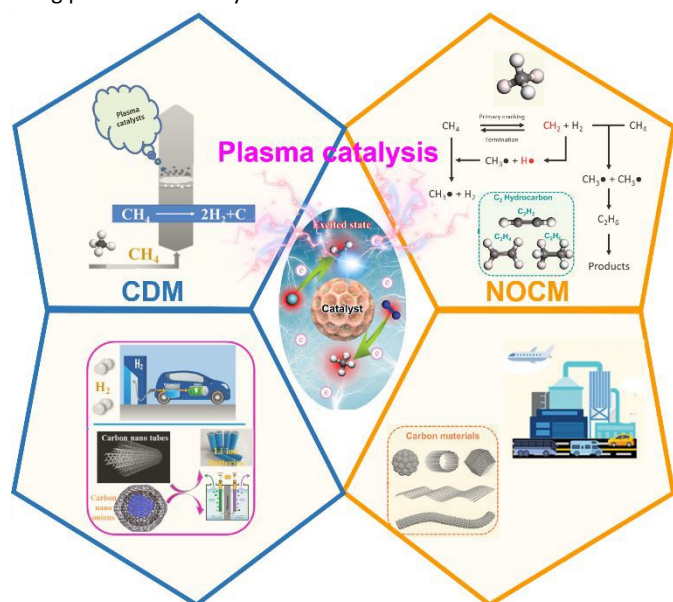 Plasma
catalysts
CH₄ ⟶ 2H₂+C
CH₄
CDM
Plasma catalysis
Excited state
e
e
e
e
e
e
Catalyst
Primary cracking
CH₄ CH₂ + H₂ CH₄
Termination
CH₃• + H•
CH₃• + H₂
CH₃• + CH₃•
C₂ Hydrocarbon
C₂H₂
C₂H₄ C₂H₆
C₂H₆
Products
NOCM
H₂
H₂
Carbon nano tubes
Carbon
nano
onions
Carbon materials